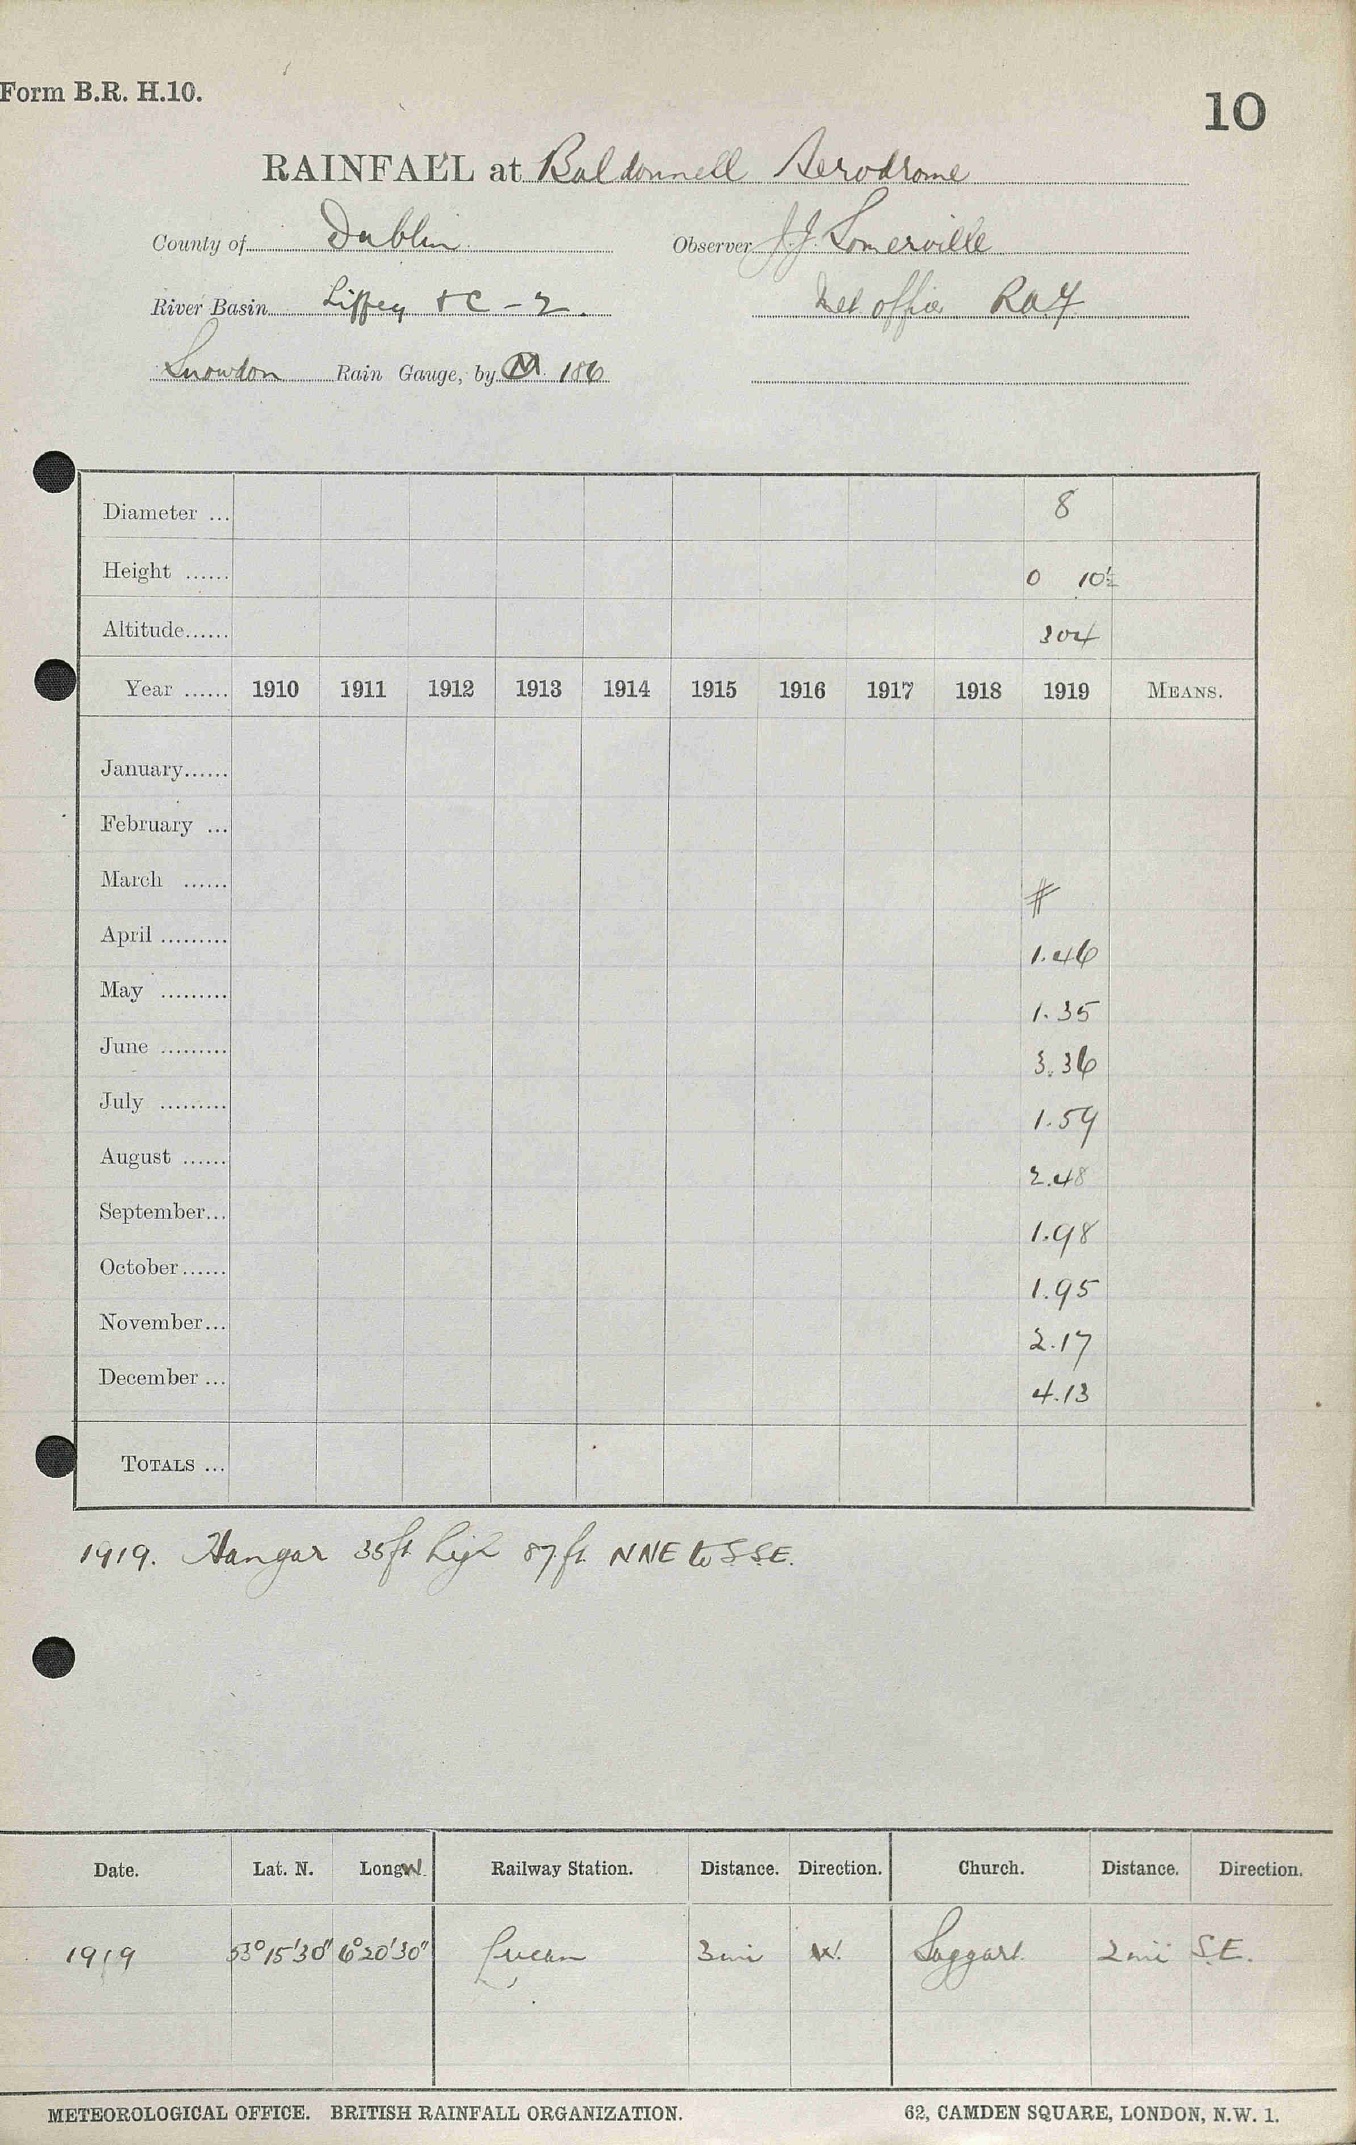 Form B.R. H.10.
10
RAINFALL at Baldonnell Aerodrome
County of Dublin Observer J.J. Somerville
River Basin Liffey &C - 2. Met office RAF
Snowdon Rain Gauge, by M 186
Diameter ... 8
Height ...... 0 10½
Altitude...... 304
Year ...... 1910 1911 1912 1913 1914 1915 1916 1917 1918 1919 MEANS.
January......
February ...
March ...... #
April ......... 1.46
May ......... 1.35
June ......... 3.36
July ......... 1.59
August ...... 2.48
September... 1.98
October...... 1.95
November... 2.17
December ... 4.13
TOTALS ...
1919. Hangar 35ft high 87ft NNE to S.S.E.
Date. Lat. N. Long W. Railway Station. Distance. Direction. Church. Distance. Direction.
1919 53°15'30" 6°20'30" Lucan 3mi W. Saggart. 2mi S.E.
METEOROLOGICAL OFFICE. BRITISH RAINFALL ORGANIZATION. 62, CAMDEN SQUARE, LONDON, N.W. 1.